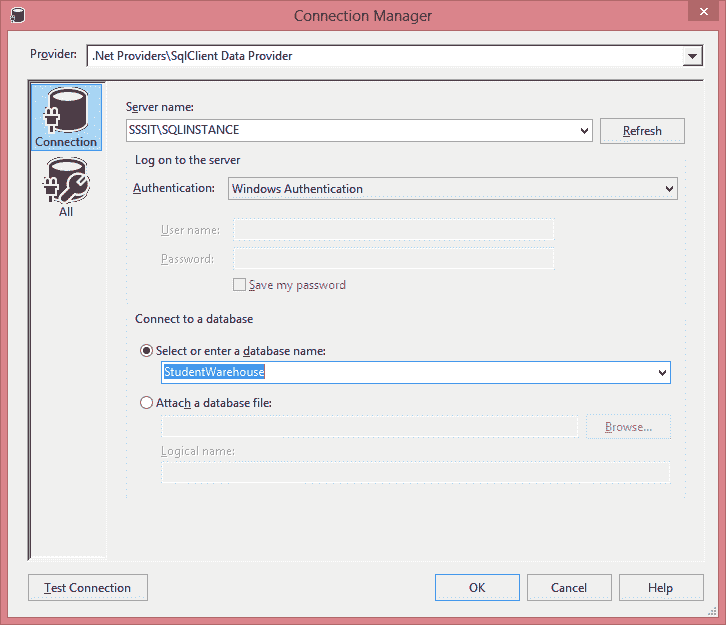 Connection Manager
Provider: .Net Providers\SqlClient Data Provider
Connection
All
Server name:
SSSIT\SQLINSTANCE Refresh
Log on to the server
Authentication: Windows Authentication
User name:
Password:
Save my password
Connect to a database
Select or enter a database name:
StudentWarehouse
Attach a database file:
Browse...
Logical name:
Test Connection OK Cancel Help